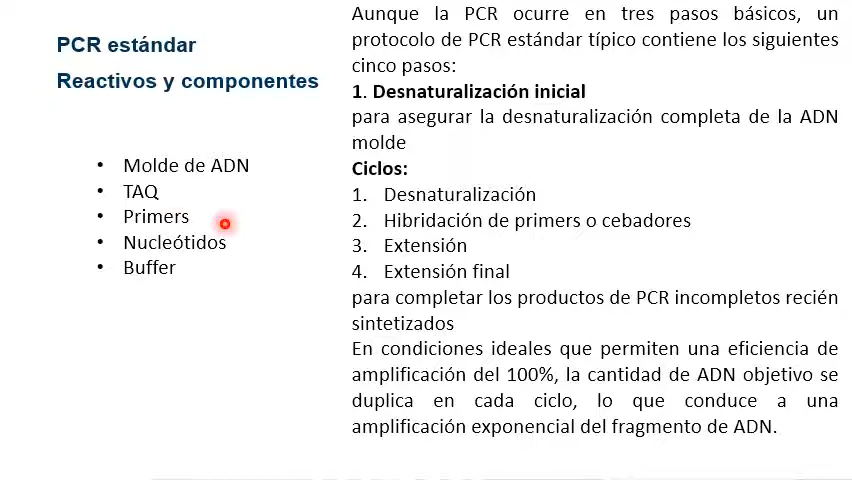 PCR estándar
Reactivos y componentes
• Molde de ADN
• TAQ
• Primers
• Nucleótidos
• Buffer
Aunque la PCR ocurre en tres pasos básicos, un
protocolo de PCR estándar típico contiene los siguientes
cinco pasos:
1. Desnaturalización inicial
para asegurar la desnaturalización completa de la ADN
molde
Ciclos:
1. Desnaturalización
2. Hibridación de primers o cebadores
3. Extensión
4. Extensión final
para completar los productos de PCR incompletos recién
sintetizados
En condiciones ideales que permiten una eficiencia de
amplificación del 100%, la cantidad de ADN objetivo se
duplica en cada ciclo, lo que conduce a una
amplificación exponencial del fragmento de ADN.